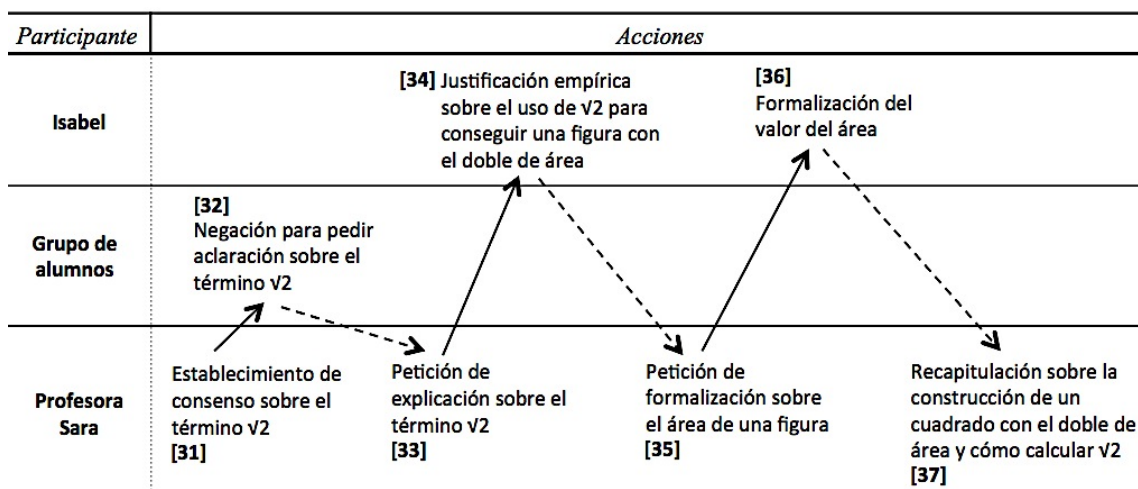 Participante Acciones
Isabel
[34] Justificación empírica
sobre el uso de √2 para
conseguir una figura con
el doble de área
[36]
Formalización del
valor del área
Grupo de
alumnos
[32]
Negación para pedir
aclaración sobre el
término √2
Profesora
Sara
Establecimiento de
consenso sobre el
término √2
[31]
Petición de
explicación sobre el
término √2
[33]
Petición de
formalización sobre
el área de una figura
[35]
Recapitulación sobre la
construcción de un
cuadrado con el doble de
área y cómo calcular √2
[37]